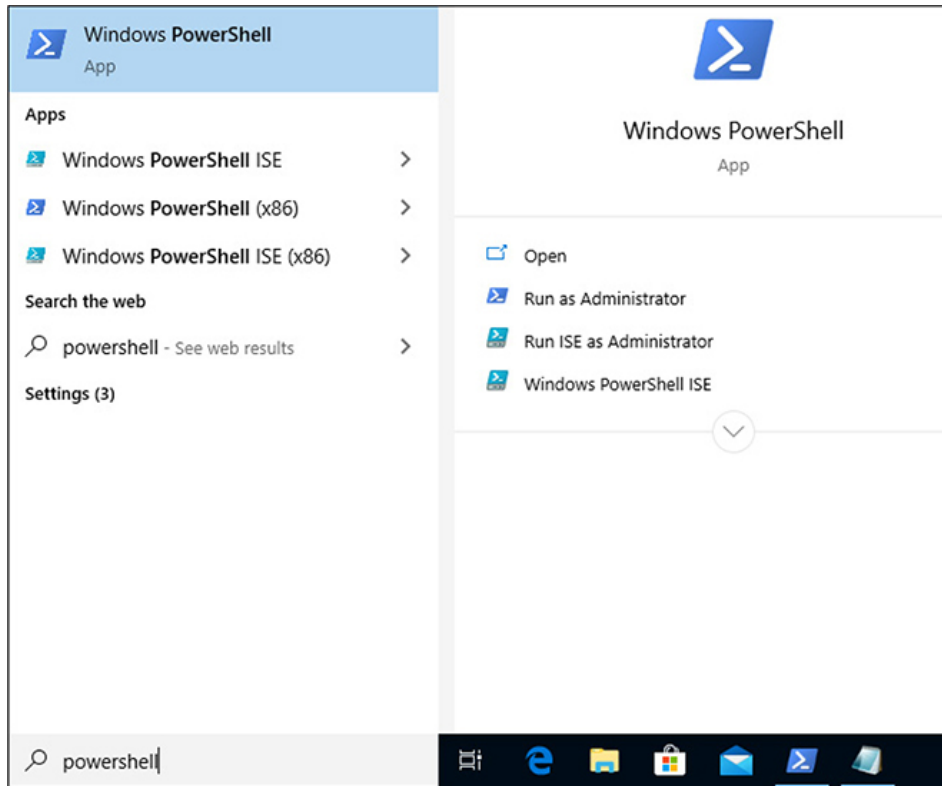 Windows PowerShell
App
Apps
Windows PowerShell ISE
Windows PowerShell (x86)
Windows PowerShell ISE (x86)
Search the web
powershell - See web results
Settings (3)
powershell
Windows PowerShell
App
Open
Run as Administrator
Run ISE as Administrator
Windows PowerShell ISE